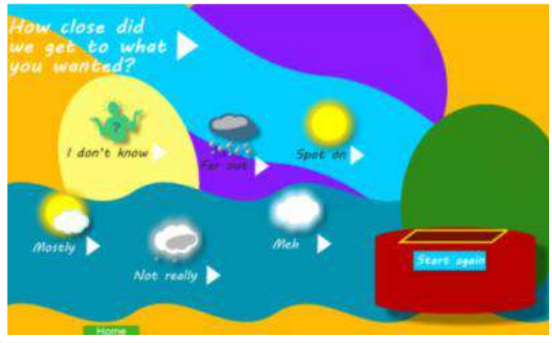 How close did
we get to what
you wanted?
?
I don't know
Far out
Spot on
Mostly
Not really
Meh
Start again
Home